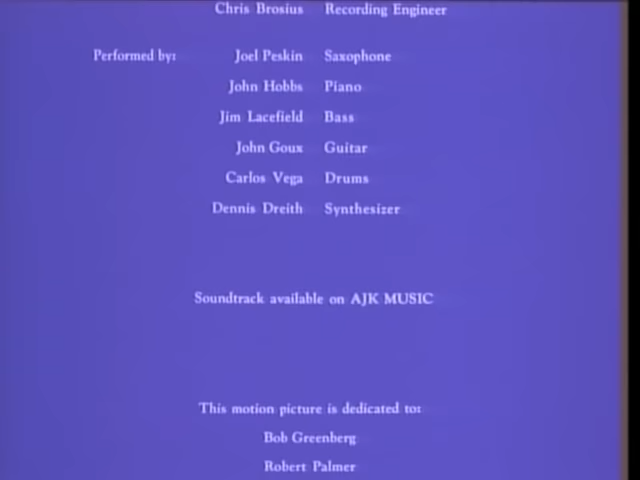 Chris Brosius Recording Engineer
Performed by: Joel Peskin Saxophone
John Hobbs Piano
Jim Lacefield Bass
John Goux Guitar
Carlos Vega Drums
Dennis Dreith Synthesizer
Soundtrack available on AJK MUSIC
This motion picture is dedicated to:
Bob Greenberg
Robert Palmer